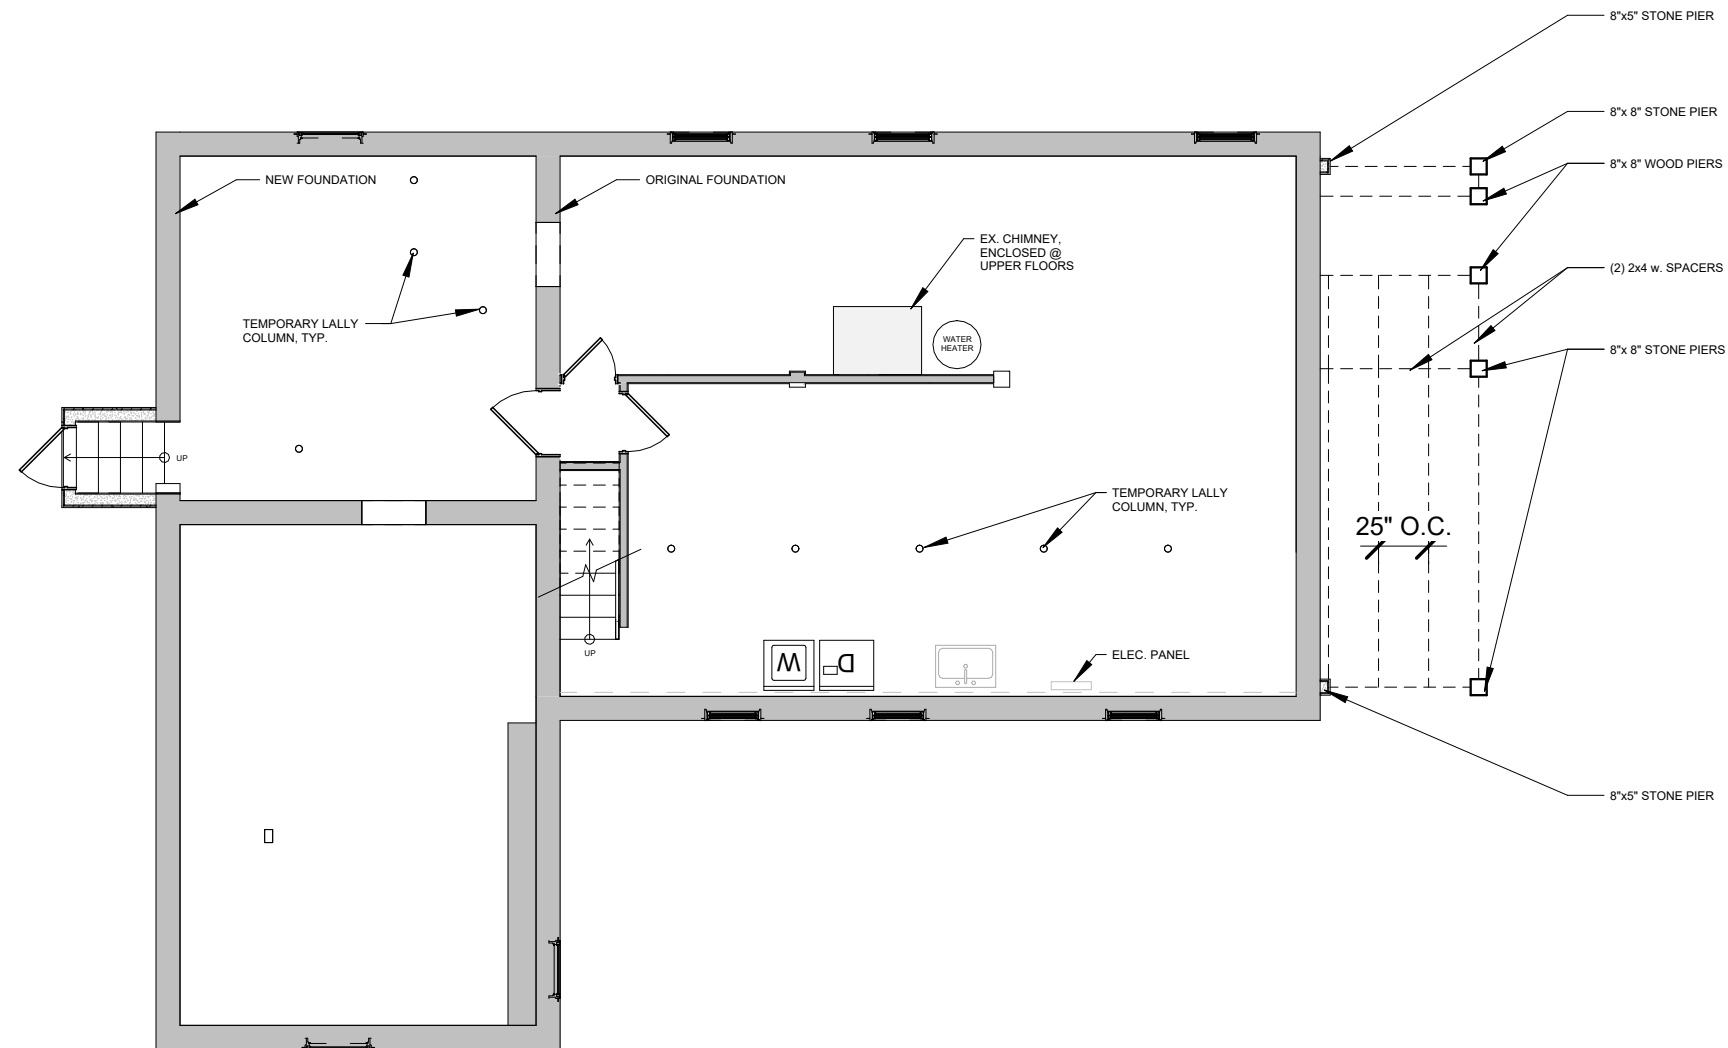 8"x5" STONE PIER
8"x 8" STONE PIER
8"x 8" WOOD PIERS
NEW FOUNDATION
ORIGINAL FOUNDATION
EX. CHIMNEY,
ENCLOSED @
UPPER FLOORS
(2) 2x4 w. SPACERS
TEMPORARY LALLY
COLUMN, TYP.
WATER
HEATER
8"x 8" STONE PIERS
UP
TEMPORARY LALLY
COLUMN, TYP.
25" O.C.
UP
W
D
ELEC. PANEL
8"x5" STONE PIER